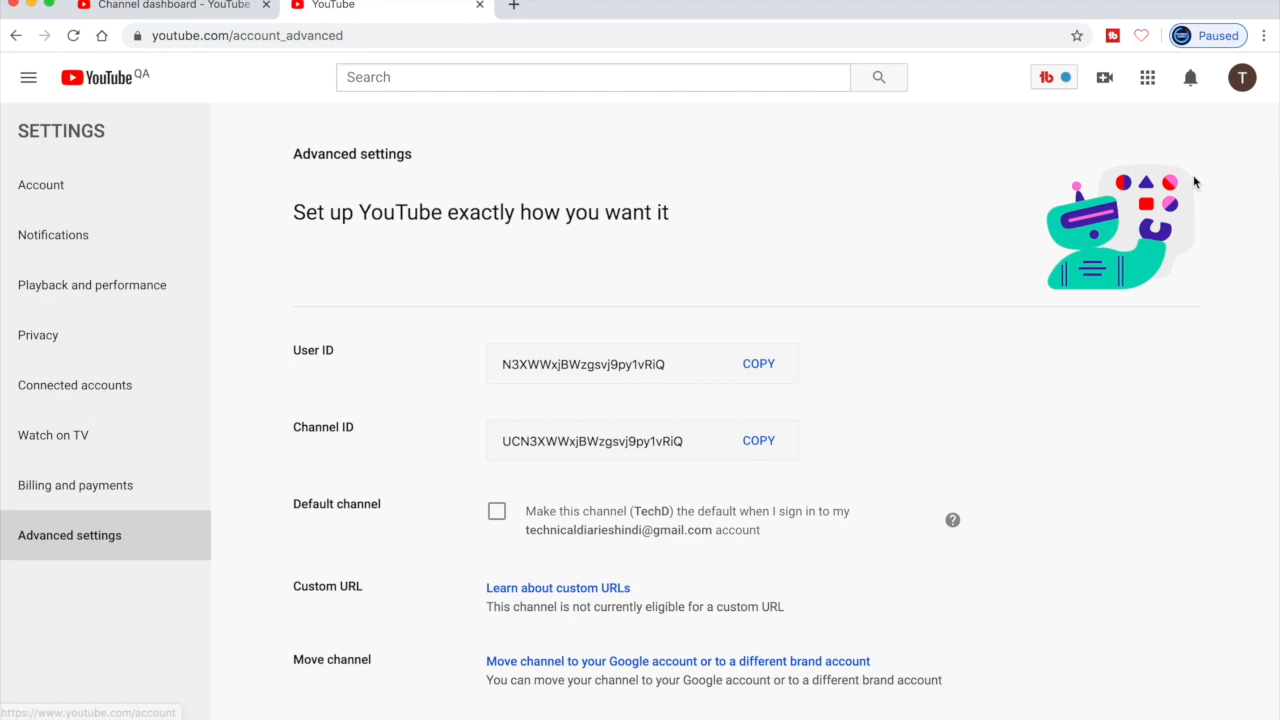 Channel dashboard - YouTube
YouTube
youtube.com/account_advanced
Paused
YouTube QA
Search
T
SETTINGS
Account
Notifications
Playback and performance
Privacy
Connected accounts
Watch on TV
Billing and payments
Advanced settings
Advanced settings
Set up YouTube exactly how you want it
User ID
N3XWWxjBWzgsvj9py1vRiQ COPY
Channel ID
UCN3XWWxjBWzgsvj9py1vRiQ COPY
Default channel
Make this channel (TechD) the default when I sign in to my
technicaldiarieshindi@gmail.com account
?
Custom URL
Learn about custom URLs
This channel is not currently eligible for a custom URL
Move channel
Move channel to your Google account or to a different brand account
You can move your channel to your Google account or to a different brand account
https://www.youtube.com/account